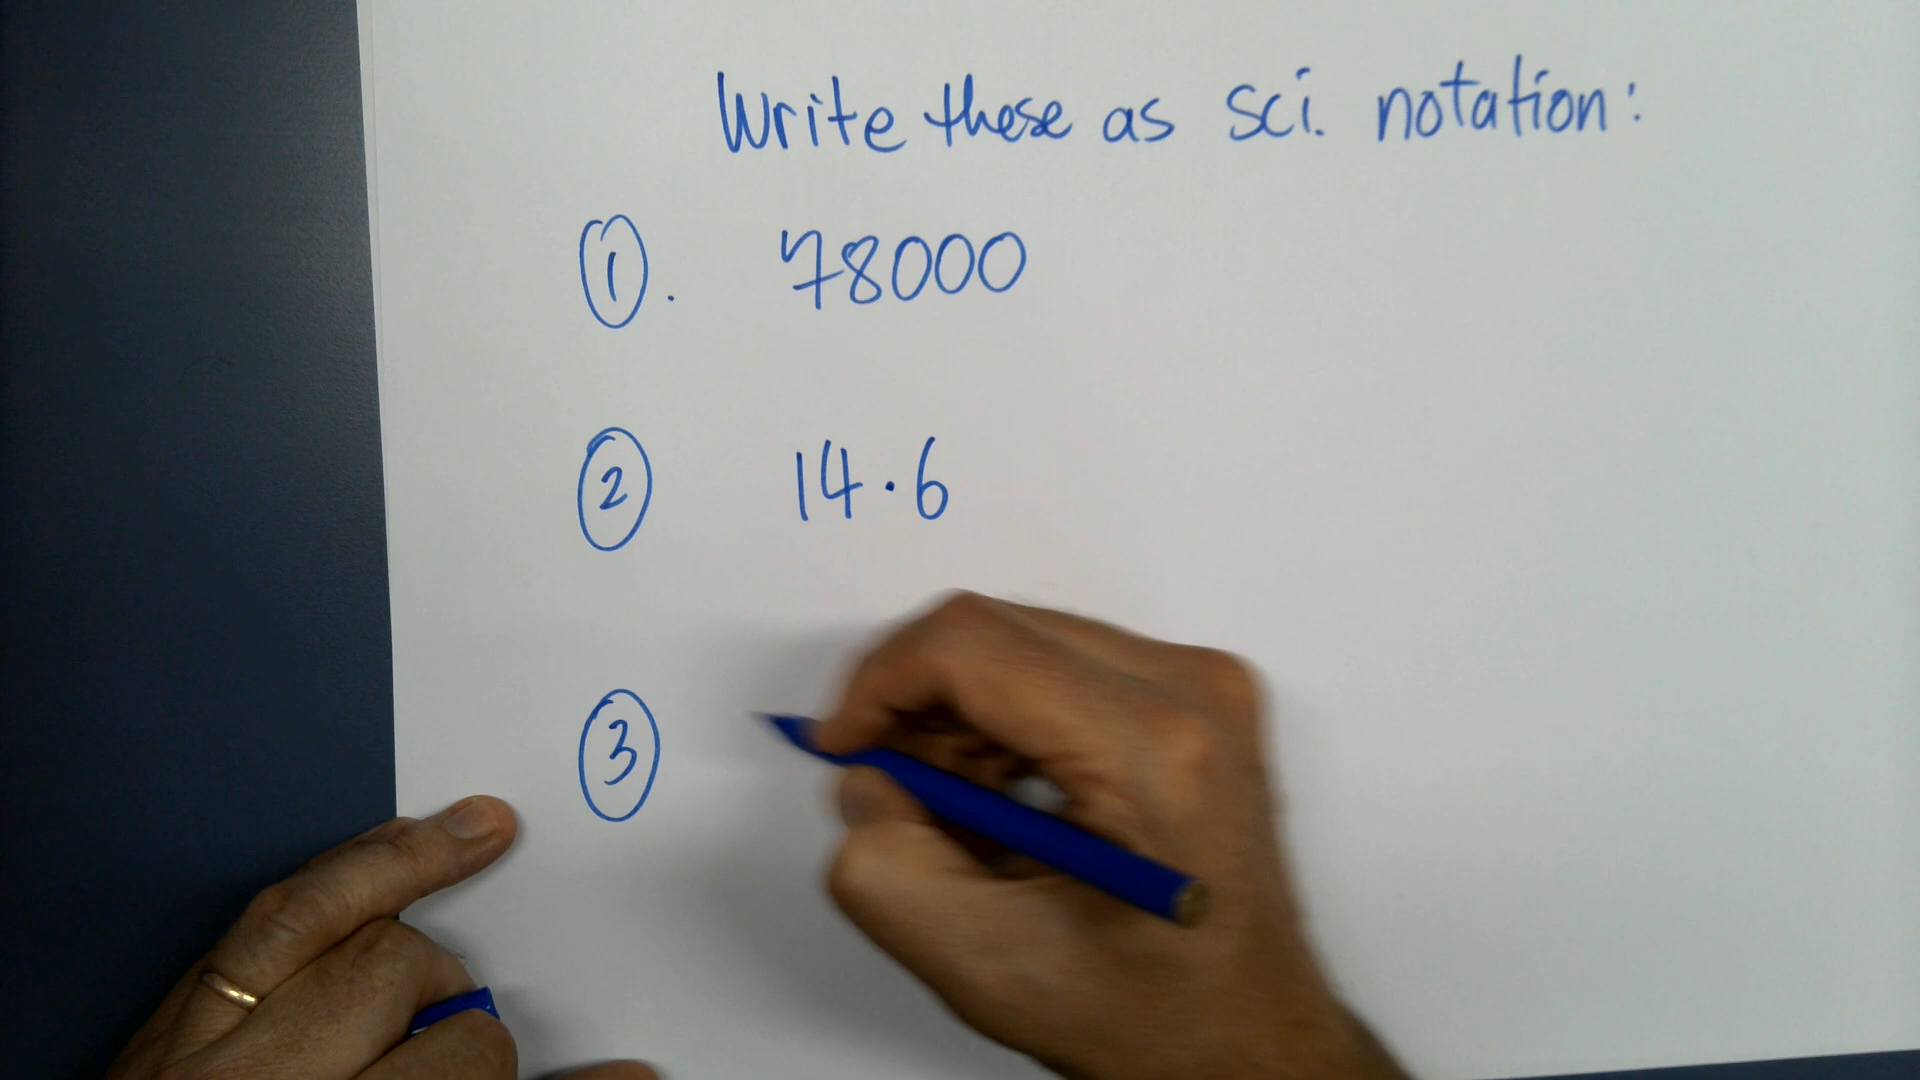 Write these as sci. notation:
①. 78000
② 14.6
③